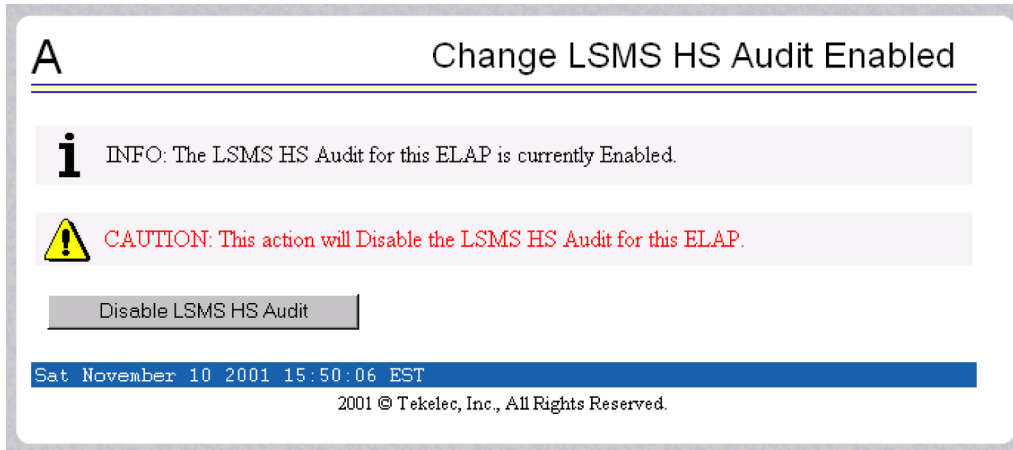 A
Change LSMS HS Audit Enabled
INFO: The LSMS HS Audit for this ELAP is currently Enabled.
CAUTION: This action will Disable the LSMS HS Audit for this ELAP.
Disable LSMS HS Audit
Sat November 10 2001 15:50:06 EST
2001 © Tekelec, Inc., All Rights Reserved.